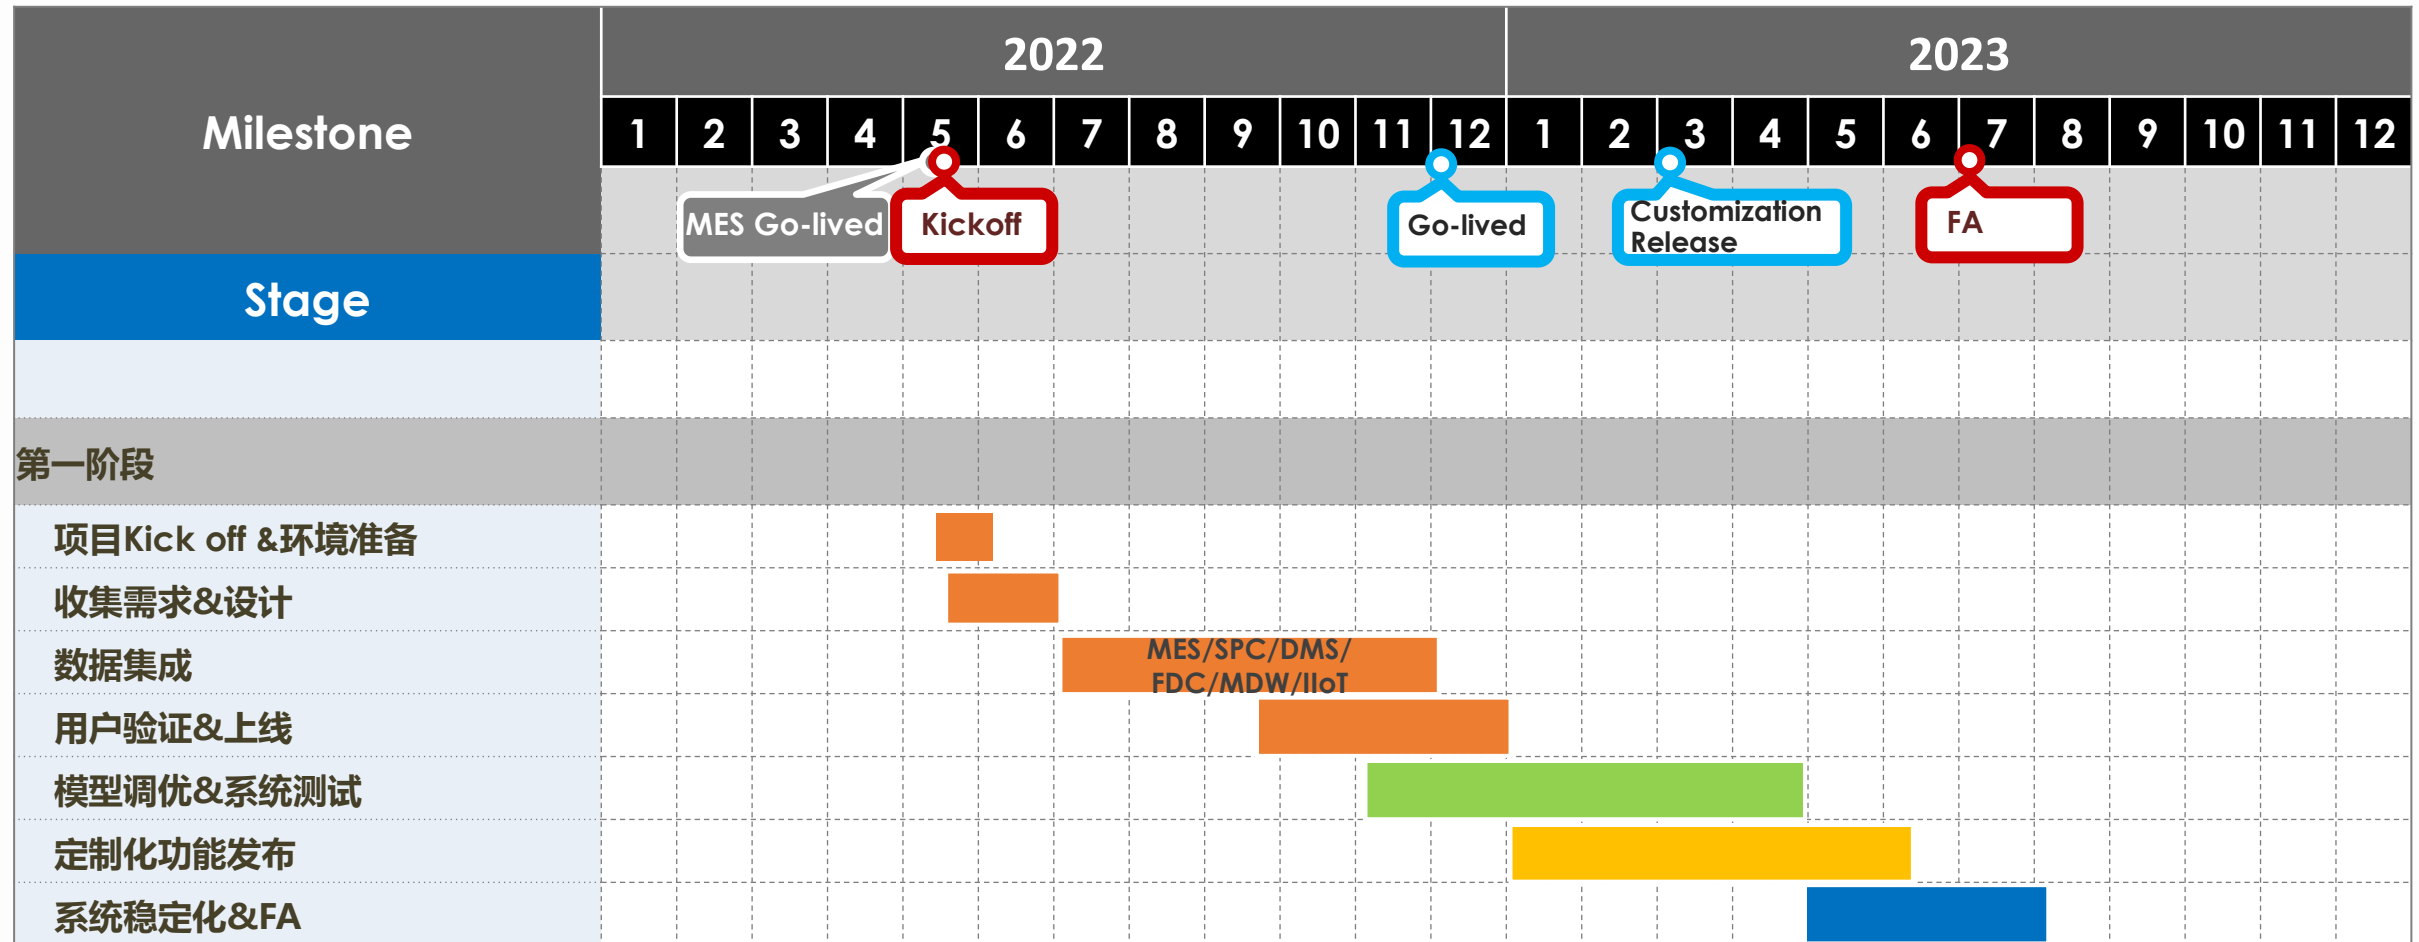 2022
2023
Milestone
1 2 3 4 5 6 7 8 9 10 11 12 1 2 3 4 5 6 7 8 9 10 11 12
MES Go-lived
Kickoff
Go-lived
Customization
Release
FA
Stage
第一阶段
项目Kick off &环境准备
收集需求&设计
数据集成
MES/SPC/DMS/
FDC/MDW/IIoT
用户验证&上线
模型调优&系统测试
定制化功能发布
系统稳定化&FA